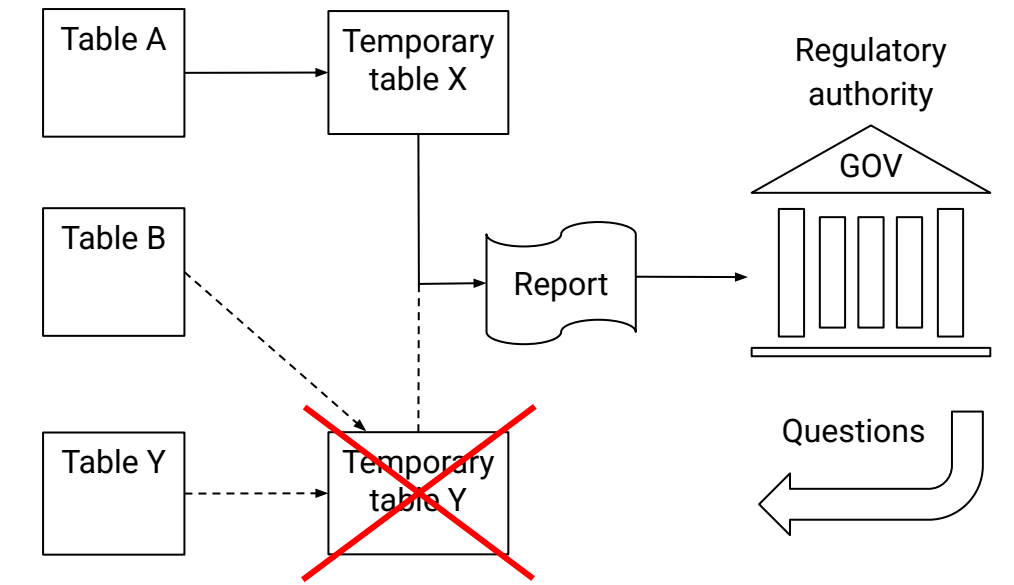 Table A
Temporary
table X
Regulatory
authority
GOV
Table B
Report
Table Y
Temporary
table Y
Questions